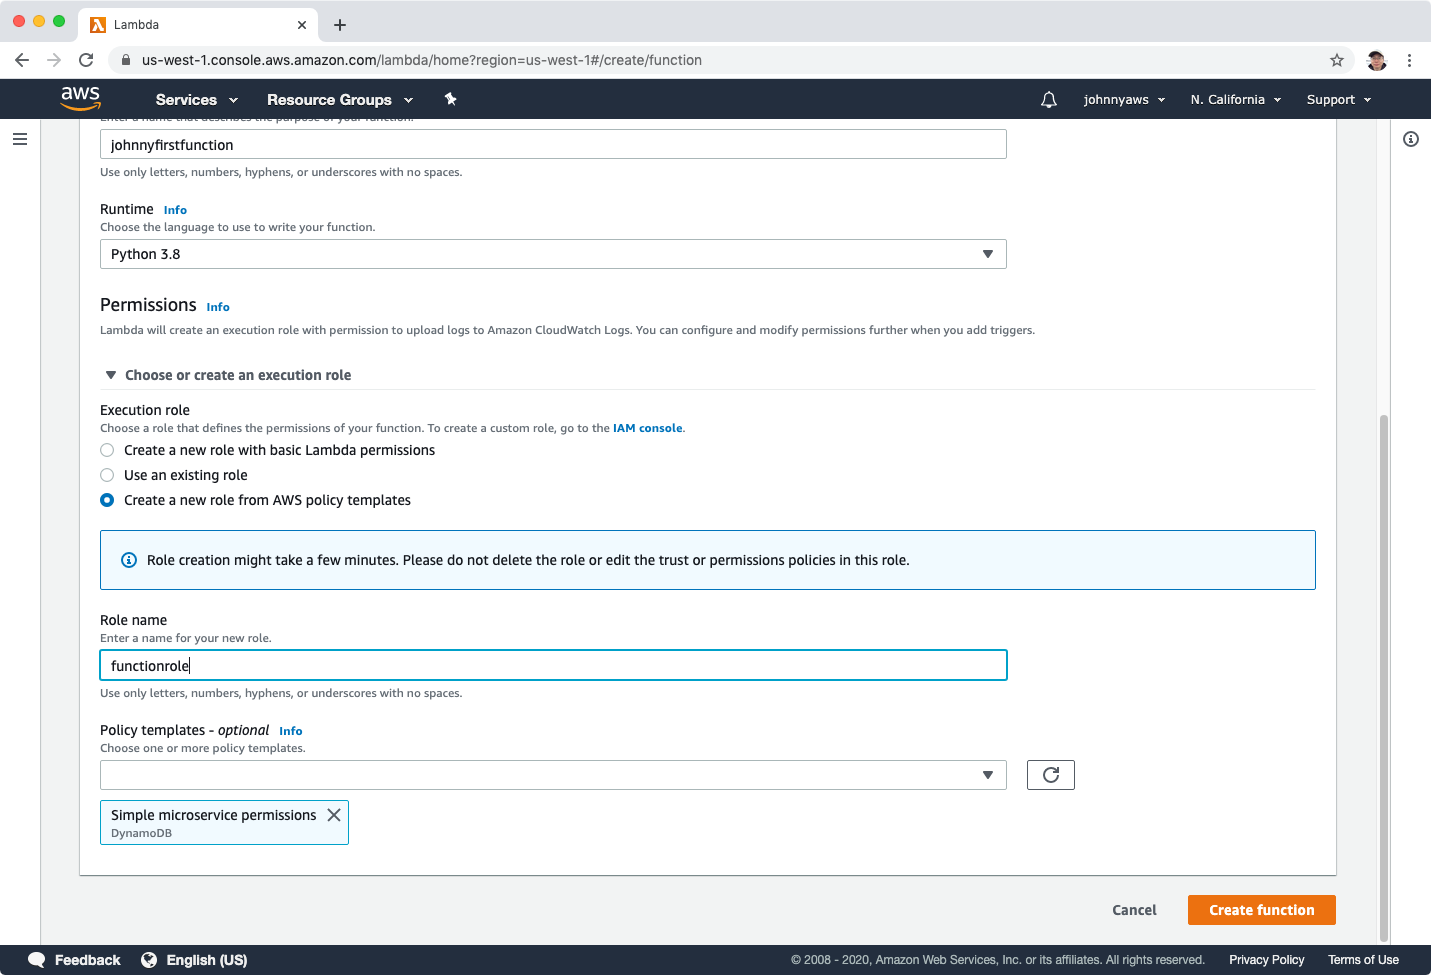 Lambda
us-west-1.console.aws.amazon.com/lambda/home?region=us-west-1#/create/function
aws Services Resource Groups johnnyaws N. California Support
Enter a name that describes the purpose of your function.
johnnyfirstfunction
Use only letters, numbers, hyphens, or underscores with no spaces.
Runtime Info
Choose the language to use to write your function.
Python 3.8
Permissions Info
Lambda will create an execution role with permission to upload logs to Amazon CloudWatch Logs. You can configure and modify permissions further when you add triggers.
Choose or create an execution role
Execution role
Choose a role that defines the permissions of your function. To create a custom role, go to the IAM console.
Create a new role with basic Lambda permissions
Use an existing role
Create a new role from AWS policy templates
Role creation might take a few minutes. Please do not delete the role or edit the trust or permissions policies in this role.
Role name
Enter a name for your new role.
functionrole
Use only letters, numbers, hyphens, or underscores with no spaces.
Policy templates - optional Info
Choose one or more policy templates.
Simple microservice permissions
DynamoDB
Cancel Create function
Feedback English (US) © 2008 - 2020, Amazon Web Services, Inc. or its affiliates. All rights reserved. Privacy Policy Terms of Use